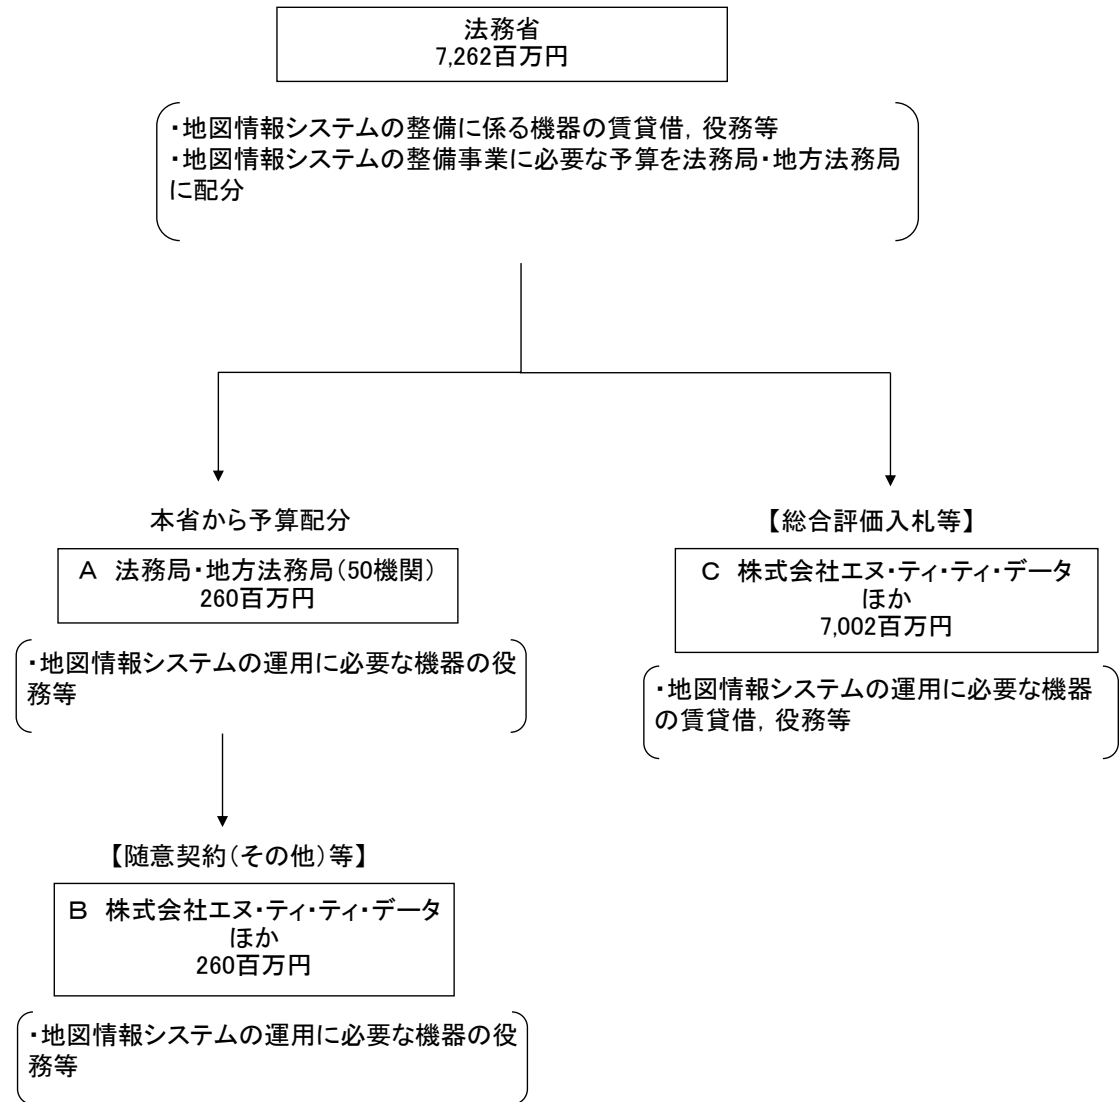 法務省
7,262百万円
・地図情報システムの整備に係る機器の賃貸借，役務等
・地図情報システムの整備事業に必要な予算を法務局・地方法務局
に配分
本省から予算配分
A　法務局・地方法務局（50機関）
260百万円
・地図情報システムの運用に必要な機器の役
務等
【随意契約（その他）等】
B　株式会社エヌ・ティ・ティ・データ
ほか
260百万円
・地図情報システムの運用に必要な機器の役
務等
【総合評価入札等】
C　株式会社エヌ・ティ・ティ・データ
ほか
7,002百万円
・地図情報システムの運用に必要な機器
の賃貸借，役務等